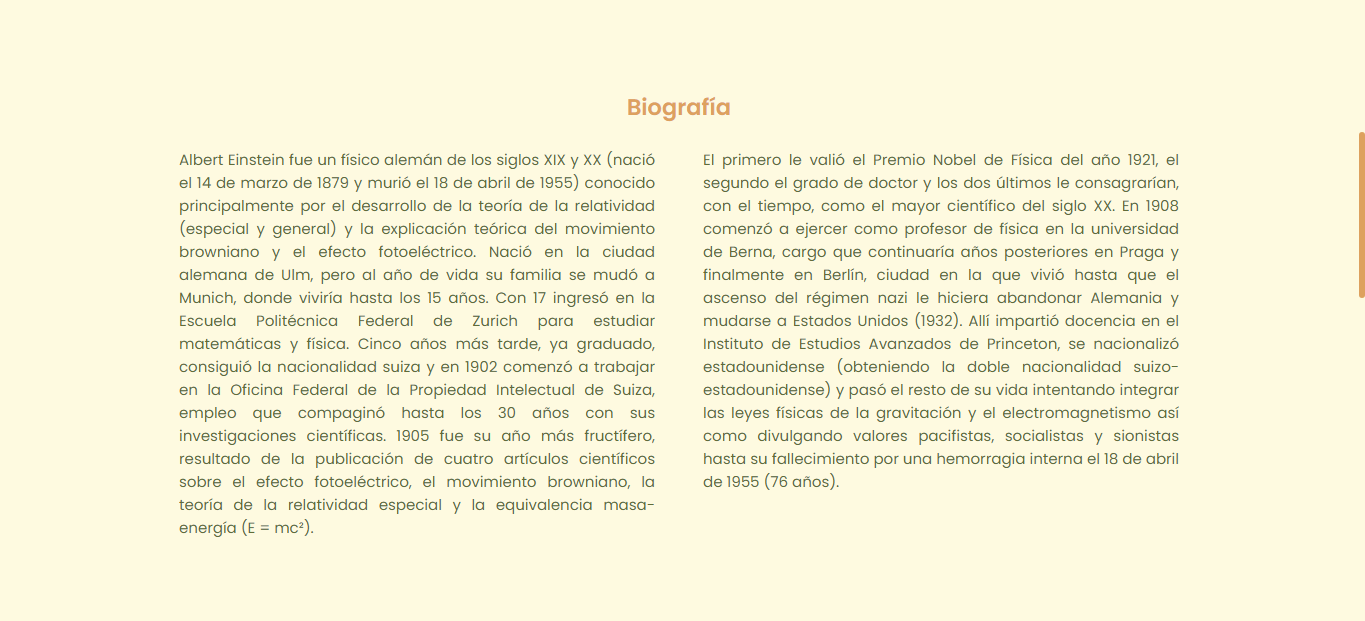 Biografía
Albert Einstein fue un físico alemán de los siglos XIX y XX (nació
el 14 de marzo de 1879 y murió el 18 de abril de 1955) conocido
principalmente por el desarrollo de la teoría de la relatividad
(especial y general) y la explicación teórica del movimiento
browniano y el efecto fotoeléctrico. Nació en la ciudad
alemana de Ulm, pero al año de vida su familia se mudó a
Munich, donde viviría hasta los 15 años. Con 17 ingresó en la
Escuela Politécnica Federal de Zurich para estudiar
matemáticas y física. Cinco años más tarde, ya graduado,
consiguió la nacionalidad suiza y en 1902 comenzó a trabajar
en la Oficina Federal de la Propiedad Intelectual de Suiza,
empleo que compaginó hasta los 30 años con sus
investigaciones científicas. 1905 fue su año más fructífero,
resultado de la publicación de cuatro artículos científicos
sobre el efecto fotoeléctrico, el movimiento browniano, la
teoría de la relatividad especial y la equivalencia masa-
energía (E = mc²).
El primero le valió el Premio Nobel de Física del año 1921, el
segundo el grado de doctor y los dos últimos le consagrarían,
con el tiempo, como el mayor científico del siglo XX. En 1908
comenzó a ejercer como profesor de física en la universidad
de Berna, cargo que continuaría años posteriores en Praga y
finalmente en Berlín, ciudad en la que vivió hasta que el
ascenso del régimen nazi le hiciera abandonar Alemania y
mudarse a Estados Unidos (1932). Allí impartió docencia en el
Instituto de Estudios Avanzados de Princeton, se nacionalizó
estadounidense (obteniendo la doble nacionalidad suizo-
estadounidense) y pasó el resto de su vida intentando integrar
las leyes físicas de la gravitación y el electromagnetismo así
como divulgando valores pacifistas, socialistas y sionistas
hasta su fallecimiento por una hemorragia interna el 18 de abril
de 1955 (76 años).